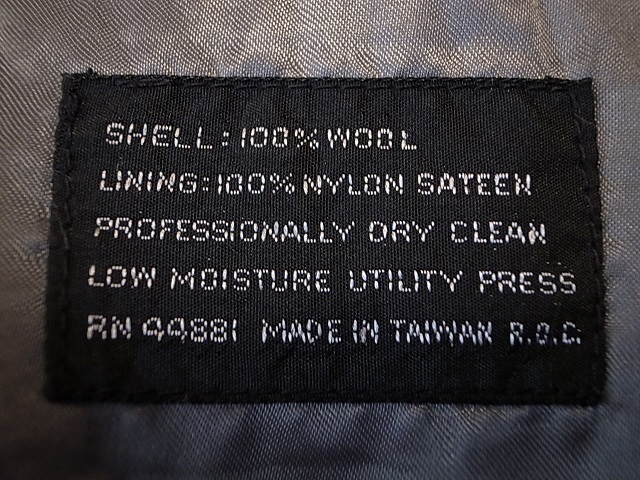 SHELL: 100% WOOL
LINING: 100% NYLON SATEEN
PROFESSIONALLY DRY CLEAN
LOW MOISTURE UTILITY PRESS
RN 44881 MADE IN TAIWAN R.O.C.